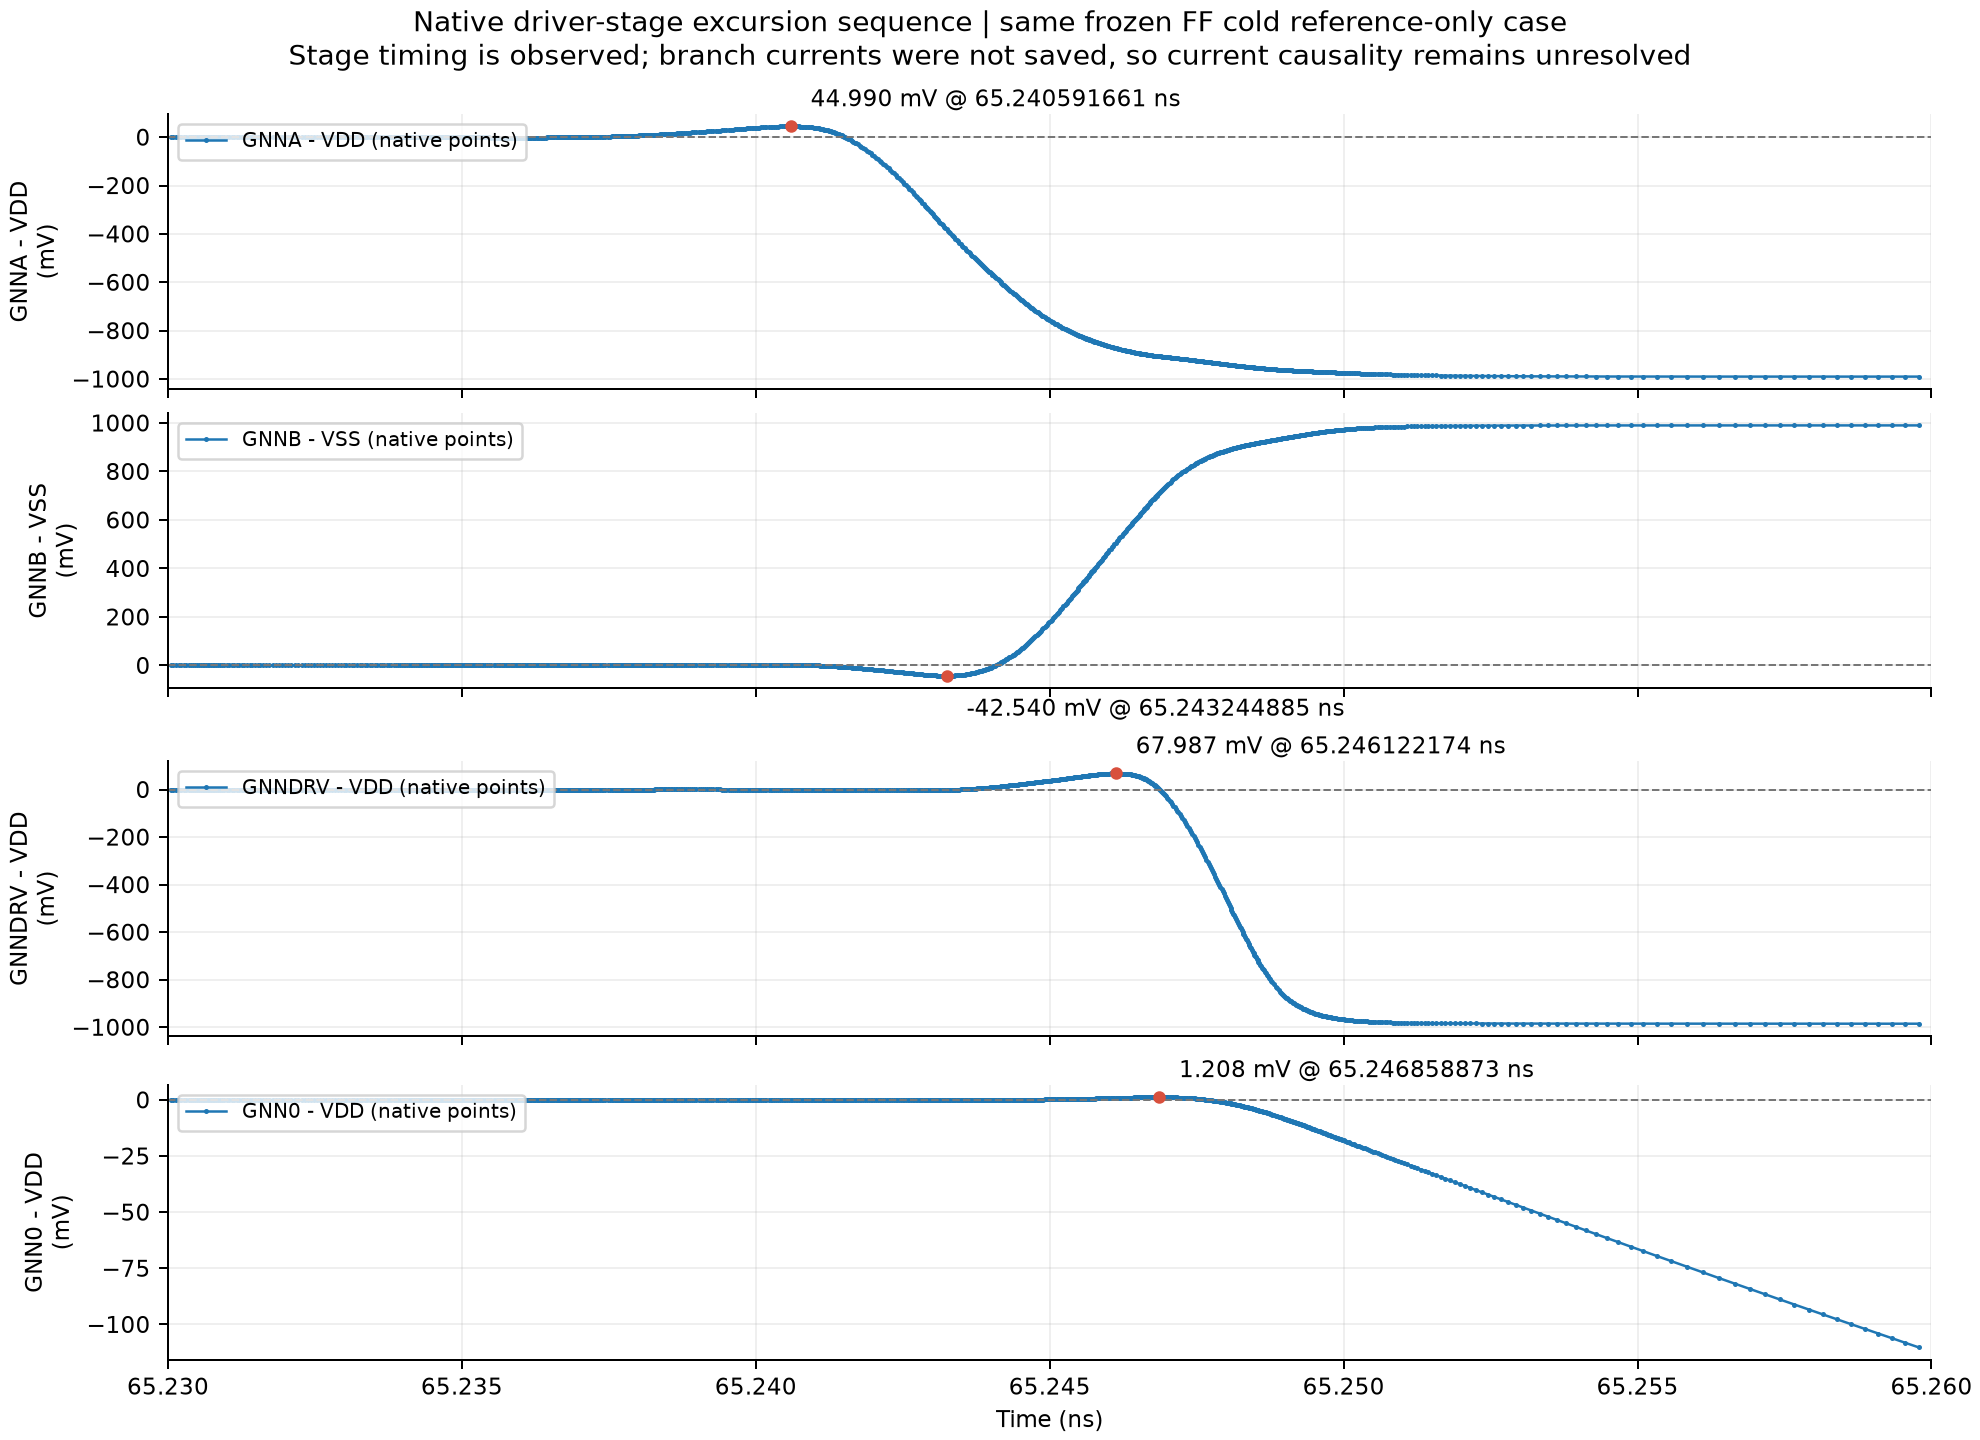 Native driver-stage excursion sequence | same frozen FF cold reference-only case
Stage timing is observed; branch currents were not saved, so current causality remains unresolved
44.990 mV @ 65.240591661 ns
GNNA - VDD (native points)
GNNA - VDD
(mV)
0
−200
−400
−600
−800
−1000
GNNB - VSS (native points)
GNNB - VSS
(mV)
1000
800
600
400
200
0
-42.540 mV @ 65.243244885 ns
67.987 mV @ 65.246122174 ns
GNNDRV - VDD (native points)
GNNDRV - VDD
(mV)
0
−200
−400
−600
−800
−1000
1.208 mV @ 65.246858873 ns
GNN0 - VDD (native points)
GNN0 - VDD
(mV)
0
−25
−50
−75
−100
65.230 65.235 65.240 65.245 65.250 65.255 65.260
Time (ns)